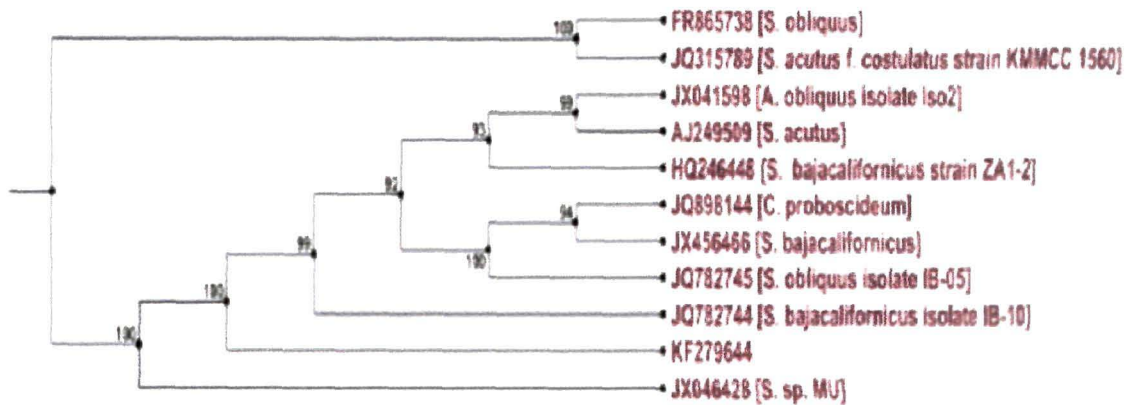 FR865738 [S. obliquus]
100
JQ315789 [S. acutus f. costulatus strain KMMCC 1560]
JX041598 [A. obliquus isolate Iso2]
99
AJ249509 [S. acutus]
93
HQ246448 [S. bajacalifornicus strain ZA1-2]
92
JQ898144 [C. proboscideum]
94
JX456466 [S. bajacalifornicus)
99
100
JQ782745 [S. obliquus isolate IB-05]
100
JQ782744 [S. bajacalifornicus isolate IB-10]
100
KF279644
JX046428 [S. sp. MU]